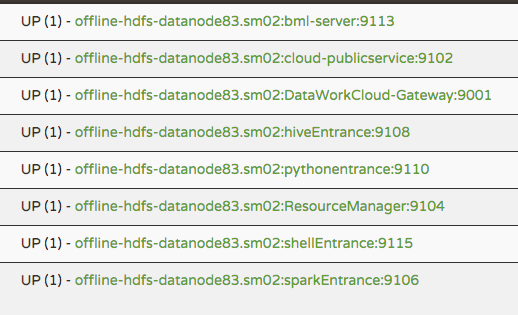 UP (1) - offline-hdfs-datanode83.sm02:bml-server:9113
UP (1) - offline-hdfs-datanode83.sm02:cloud-publicservice:9102
UP (1) - offline-hdfs-datanode83.sm02:DataWorkCloud-Gateway:9001
UP (1) - offline-hdfs-datanode83.sm02:hiveEntrance:9108
UP (1) - offline-hdfs-datanode83.sm02:pythonentrance:9110
UP (1) - offline-hdfs-datanode83.sm02:ResourceManager:9104
UP (1) - offline-hdfs-datanode83.sm02:shellEntrance:9115
UP (1) - offline-hdfs-datanode83.sm02:sparkEntrance:9106